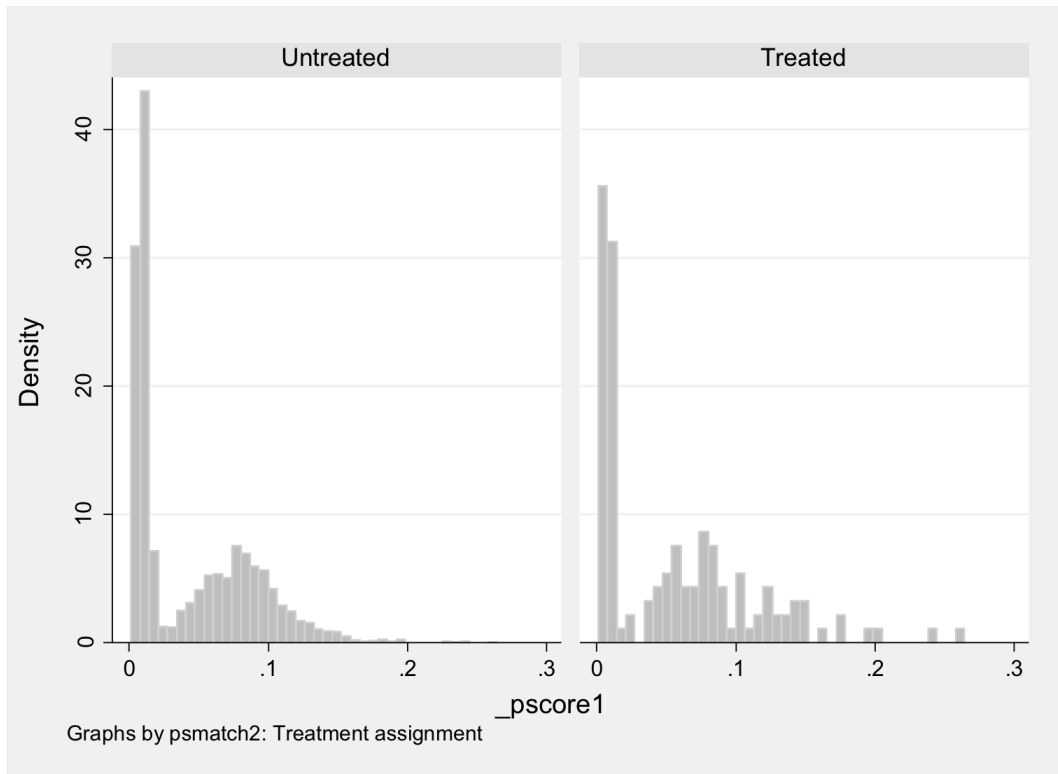 Untreated
Treated
Density
40
30
20
10
0
0 .1 .2 .3
0 .1 .2 .3
_pscore1
Graphs by psmatch2: Treatment assignment